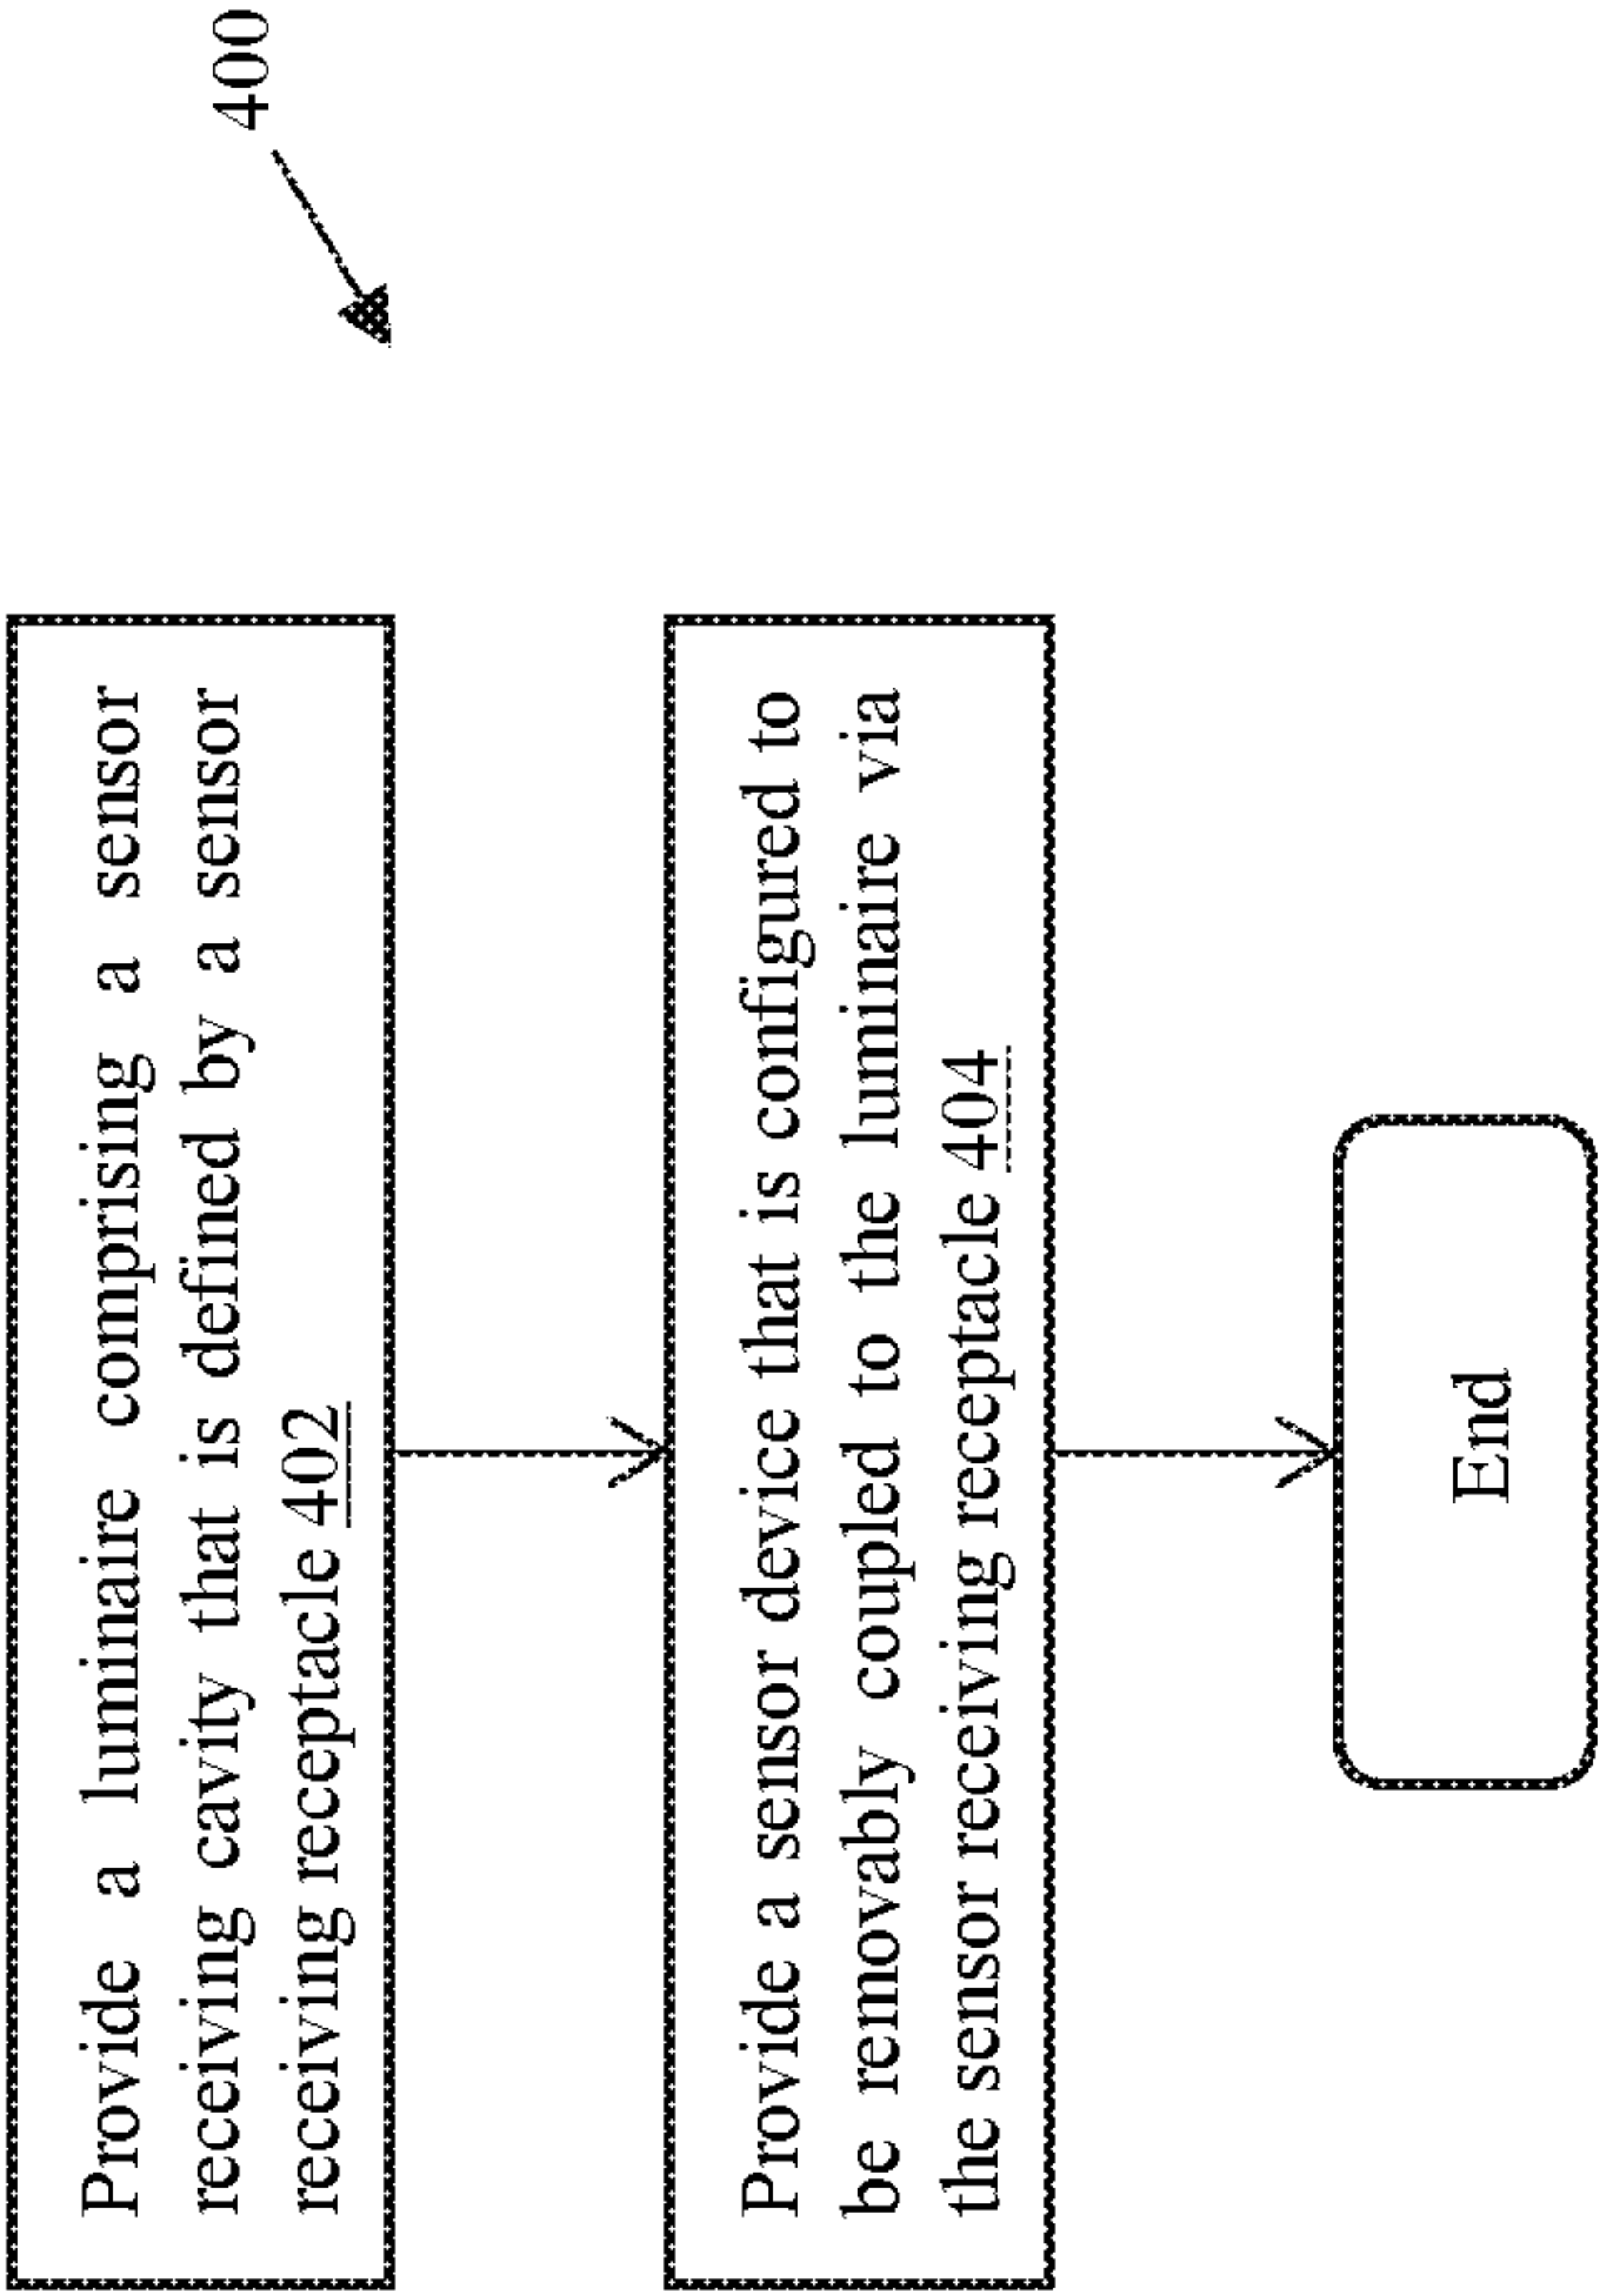 400
Provide a luminaire comprising a sensor
receiving cavity that is defined by a sensor
receiving receptacle 402
Provide a sensor device that is configured to
be removably coupled to the luminaire via
the sensor receiving receptacle 404
End